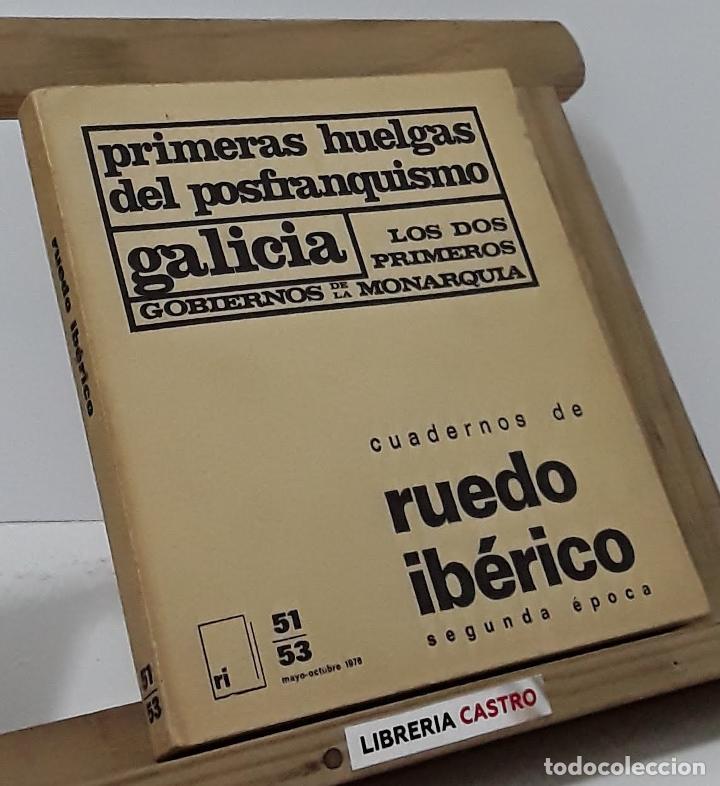 primeras huelgas
del posfranquismo
galicia
LOS DOS
PRIMEROS
GOBIERNOS DE LA MONARQUIA
cuadernos de
ruedo
ibérico
segunda época
ri
51
53
mayo-octubre 1976
ruedo ibérico
51
53
LIBRERIA CASTRO
todocoleccion